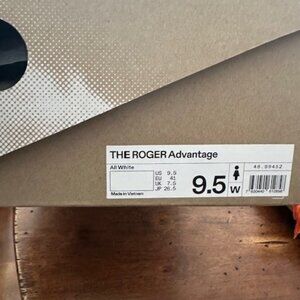 THE ROGER Advantage
All White
US 9.5
EU 41
UK 7.5
JP 26.5
9.5 W
Made in Vietnam